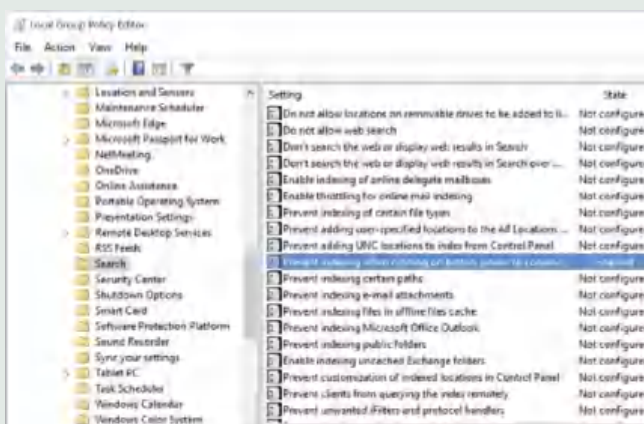 Local Group Policy Editor
File Action View Help
Location and Sensors
Maintenance Scheduler
Microsoft Edge
Microsoft Passport for Work
NetMeeting
OneDrive
Online Assistance
Portable Operating System
Presentation Settings
Remote Desktop Services
RSS Feeds
Search
Security Center
Shutdown Options
Smart Card
Software Protection Platform
Sound Recorder
Sync your settings
Tablet PC
Task Scheduler
Windows Calendar
Windows Color System
Setting State
Do not allow locations on removable drives to be added to li... Not configure
Do not allow web search Not configure
Don't search the web or display web results in Search Not configure
Don't search the web or display web results in Search over ... Not configure
Enable indexing of online delegate mailboxes Not configure
Enable throttling for online mail indexing Not configure
Prevent indexing of certain file types Not configure
Prevent adding user-specified locations to the All Locations ... Not configure
Prevent adding UNC locations to index from Control Panel Not configure
Prevent indexing when running on battery power to conser...
Prevent indexing certain paths Not configure
Prevent indexing e-mail attachments Not configure
Prevent indexing files in offline files cache Not configure
Prevent indexing Microsoft Office Outlook Not configure
Prevent indexing public folders Not configure
Enable indexing uncached Exchange folders Not configure
Prevent customization of indexed locations in Control Panel Not configure
Prevent clients from querying the index remotely Not configure
Prevent unwanted iFilters and protocol handlers Not configure